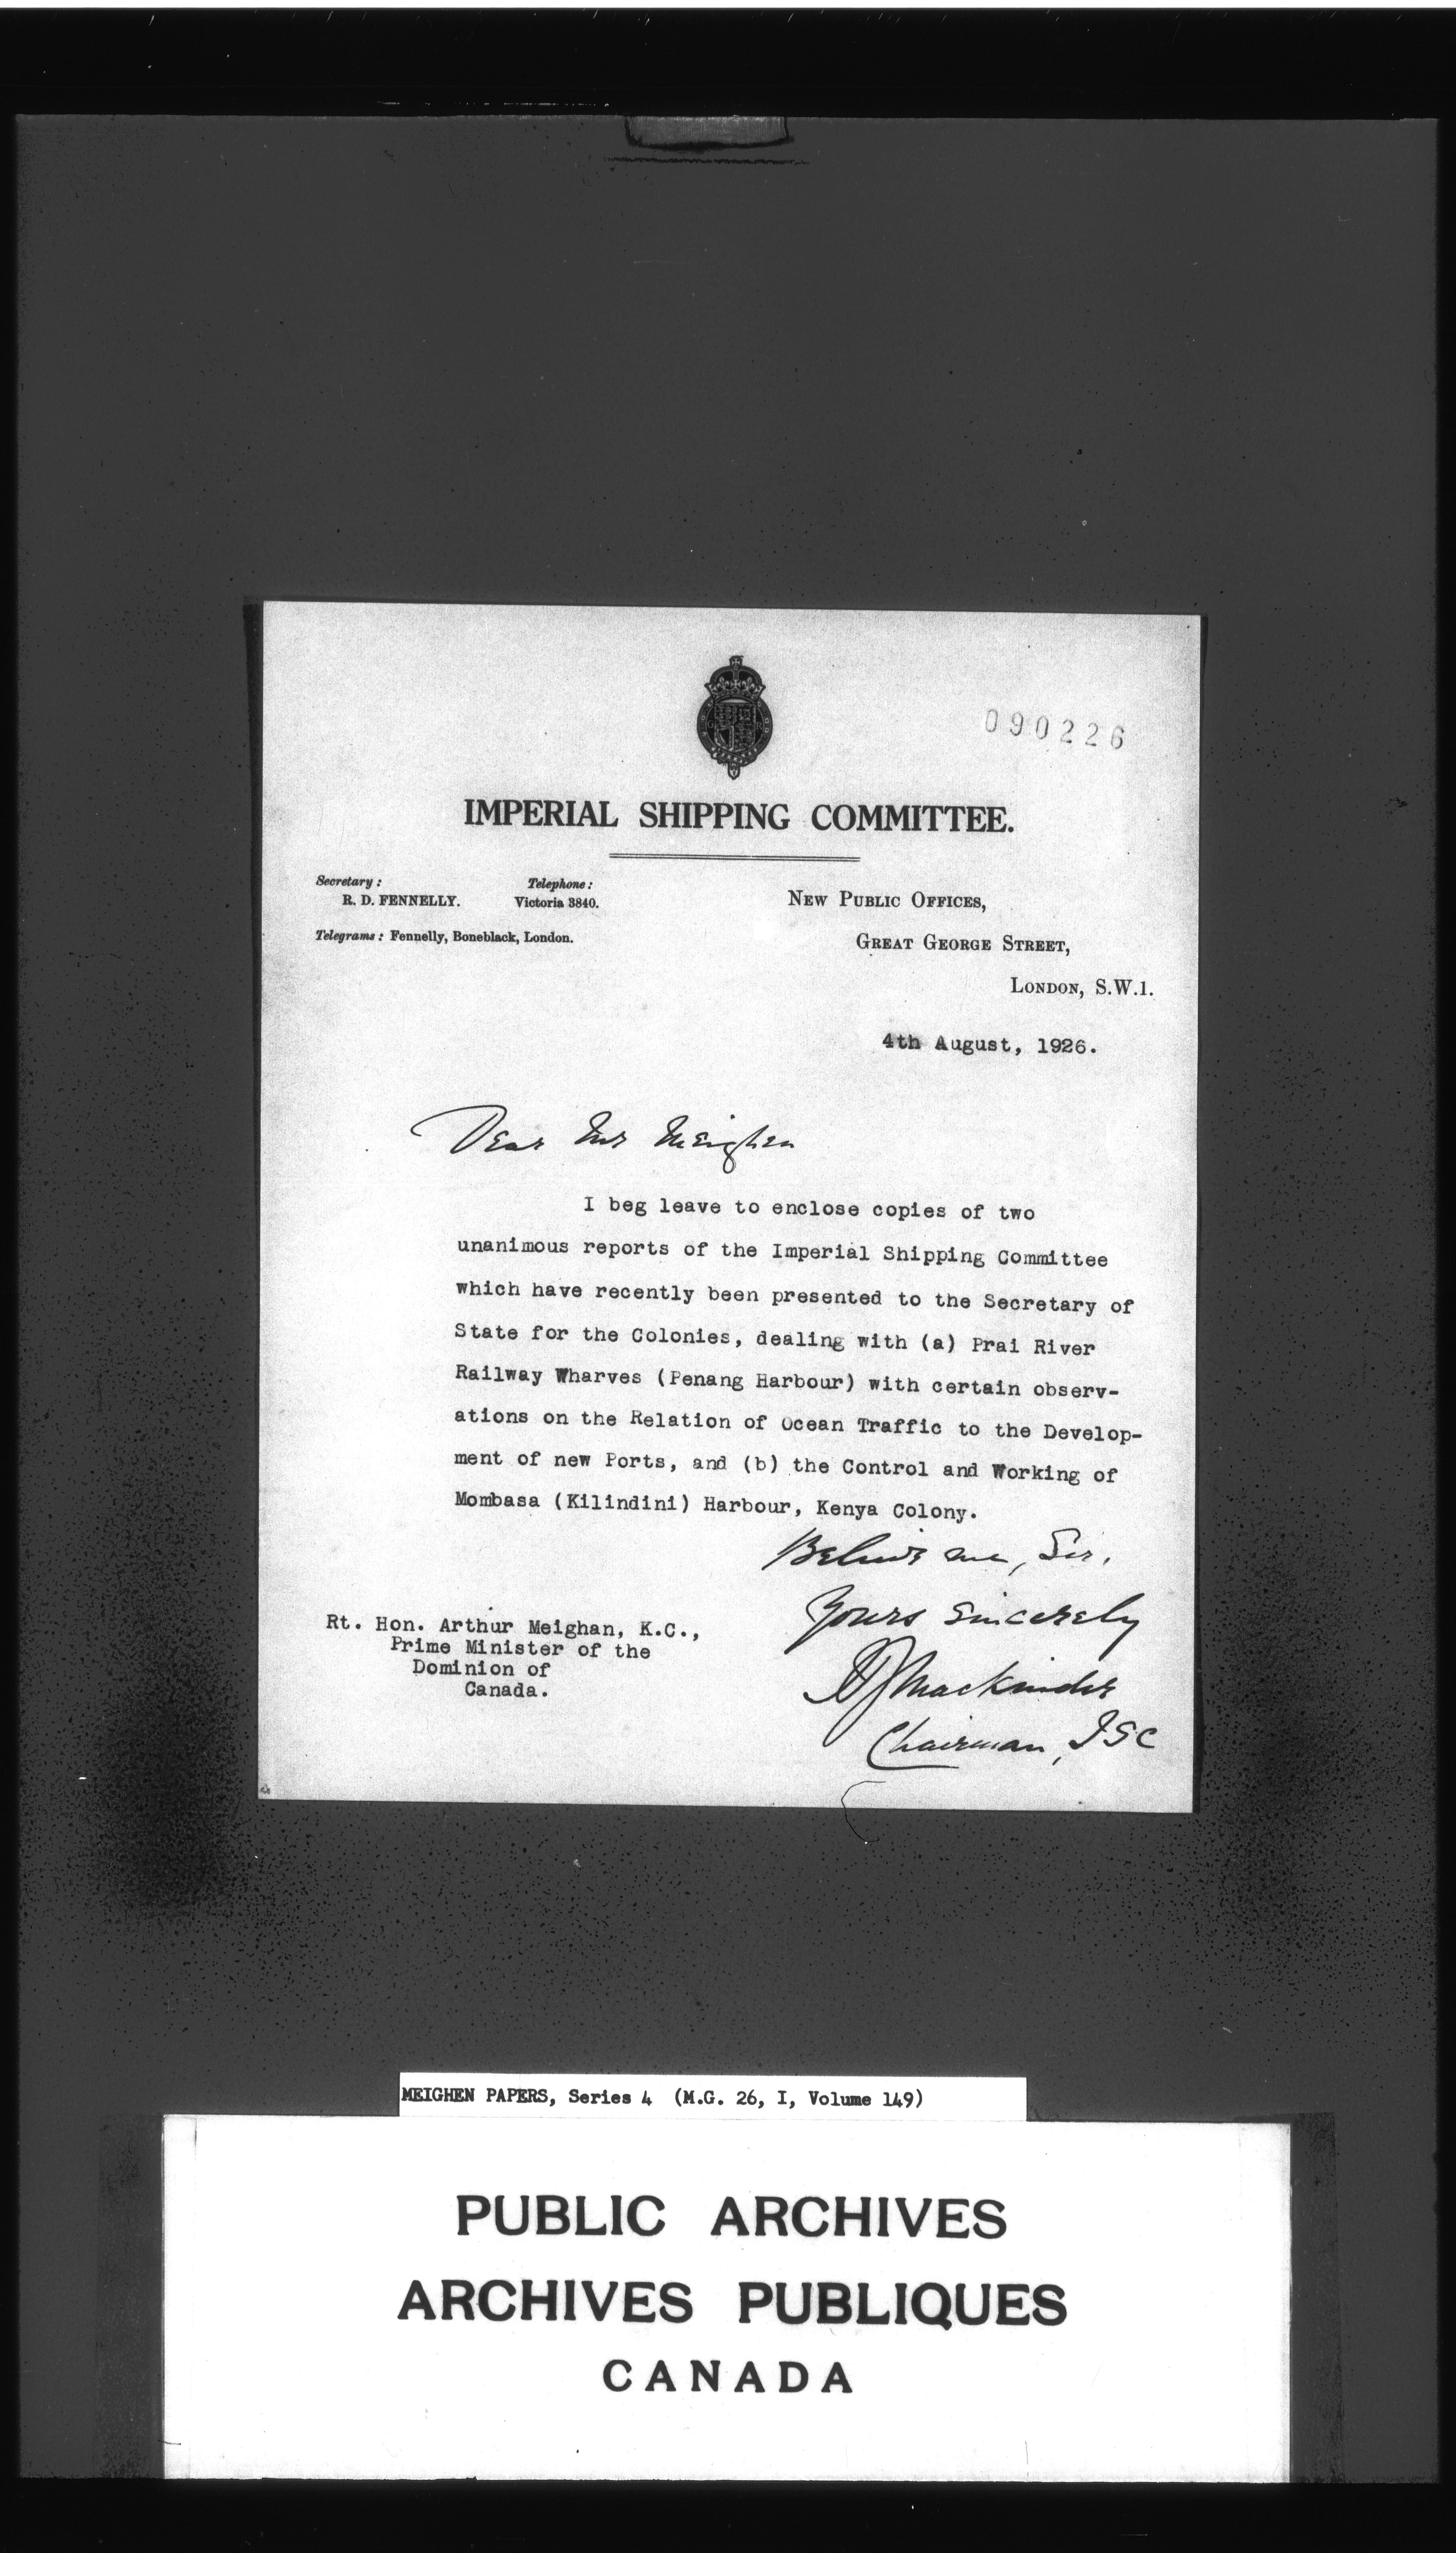 090226
IMPERIAL SHIPPING COMMITTEE.
Secretary:
R. D. FENNELLY.
Telephone:
Victoria 3840.
Telegrams: Fennelly, Boneblack, London.
NEW PUBLIC OFFICES,
GREAT GEORGE STREET,
LONDON, S.W.1.
4th August, 1926.
Dear Mr Meighen
I beg leave to enclose copies of two
unanimous reports of the Imperial Shipping Committee
which have recently been presented to the Secretary of
State for the Colonies, dealing with (a) Prai River
Railway Wharves (Penang Harbour) with certain observ-
ations on the Relation of Ocean Traffic to the Develop-
ment of new Ports, and (b) the Control and Working of
Mombasa (Kilindini) Harbour, Kenya Colony.
Believe me, Sir,
Yours sincerely
HJMackinder
Chairman, ISC
Rt. Hon. Arthur Meighan, K.C.,
Prime Minister of the
Dominion of
Canada.
MEIGHEN PAPERS, Series 4 (M.G. 26, I, Volume 149)
PUBLIC ARCHIVES
ARCHIVES PUBLIQUES
CANADA